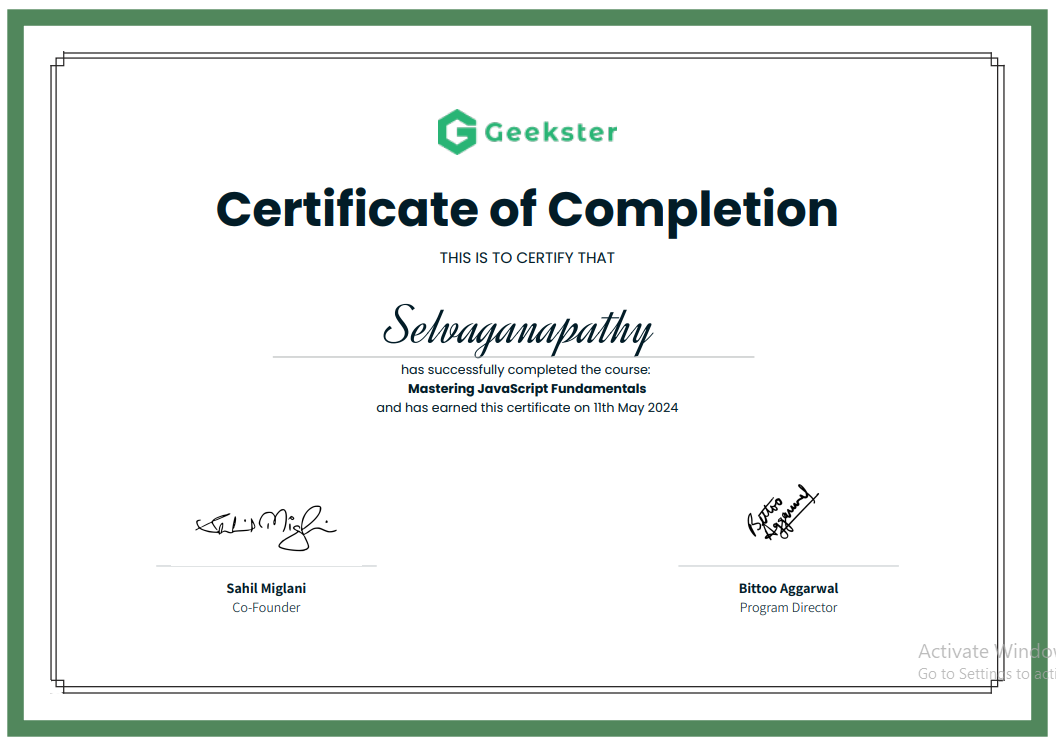 Geekster
Certificate of Completion
THIS IS TO CERTIFY THAT
Selvaganapathy
has successfully completed the course:
Mastering JavaScript Fundamentals
and has earned this certificate on 11th May 2024
Sahil Miglani
Bittoo
Aggarwal
Sahil Miglani
Co-Founder
Bittoo Aggarwal
Program Director
Activate Window
Go to Settings to acti